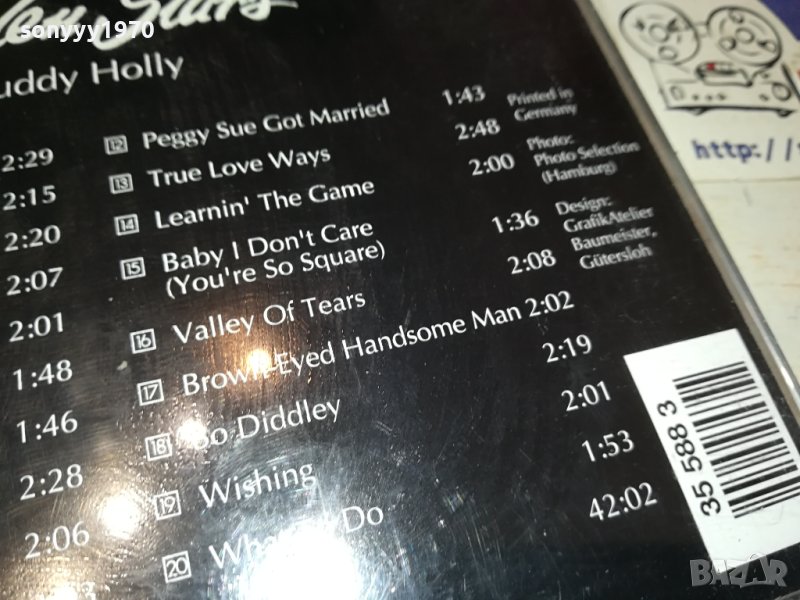 sonyyy1970
uddy Holly
2:29
2:15
2:20
2:07
2:01
1:48
1:46
2:28
2:06
12 Peggy Sue Got Married 1:43
13 True Love Ways 2:48
14 Learnin' The Game 2:00
15 Baby I Don't Care
(You're So Square) 1:36
16 Valley Of Tears 2:08
17 Brown-Eyed Handsome Man 2:02
18 Bo Diddley 2:19
19 Wishing 2:01
20 Do 1:53
42:02
Printed in
Germany
Photo:
Photo Selection
(Hamburg)
Design:
GrafikAtelier
Baumeister,
Gütersloh
35 588 3
http://
BAZAR